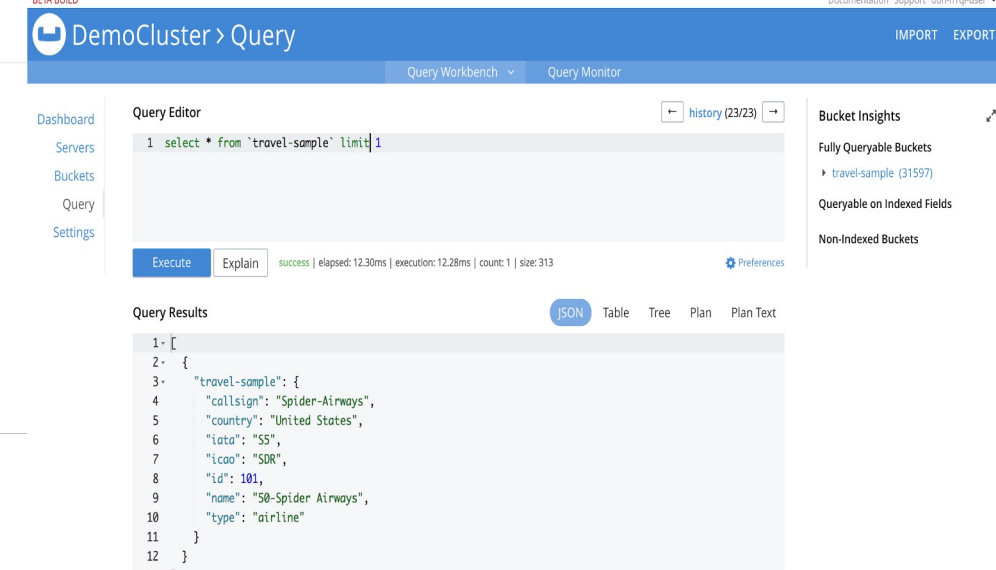 BETA BUILD
Documentation Support
DemoCluster > Query
IMPORT EXPORT
Query Workbench Query Monitor
Dashboard
Servers
Buckets
Query
Settings
Query Editor
← history (23/23) →
1 select * from `travel-sample` limit 1
Execute Explain success | elapsed: 12.30ms | execution: 12.28ms | count: 1 | size: 313 Preferences
Bucket Insights
Fully Queryable Buckets
travel-sample (31597)
Queryable on Indexed Fields
Non-Indexed Buckets
Query Results
JSON Table Tree Plan Plan Text
1 [
2 {
3 "travel-sample": {
4 "callsign": "Spider-Airways",
5 "country": "United States",
6 "iata": "S5",
7 "icao": "SDR",
8 "id": 101,
9 "name": "50-Spider Airways",
10 "type": "airline"
11 }
12 }